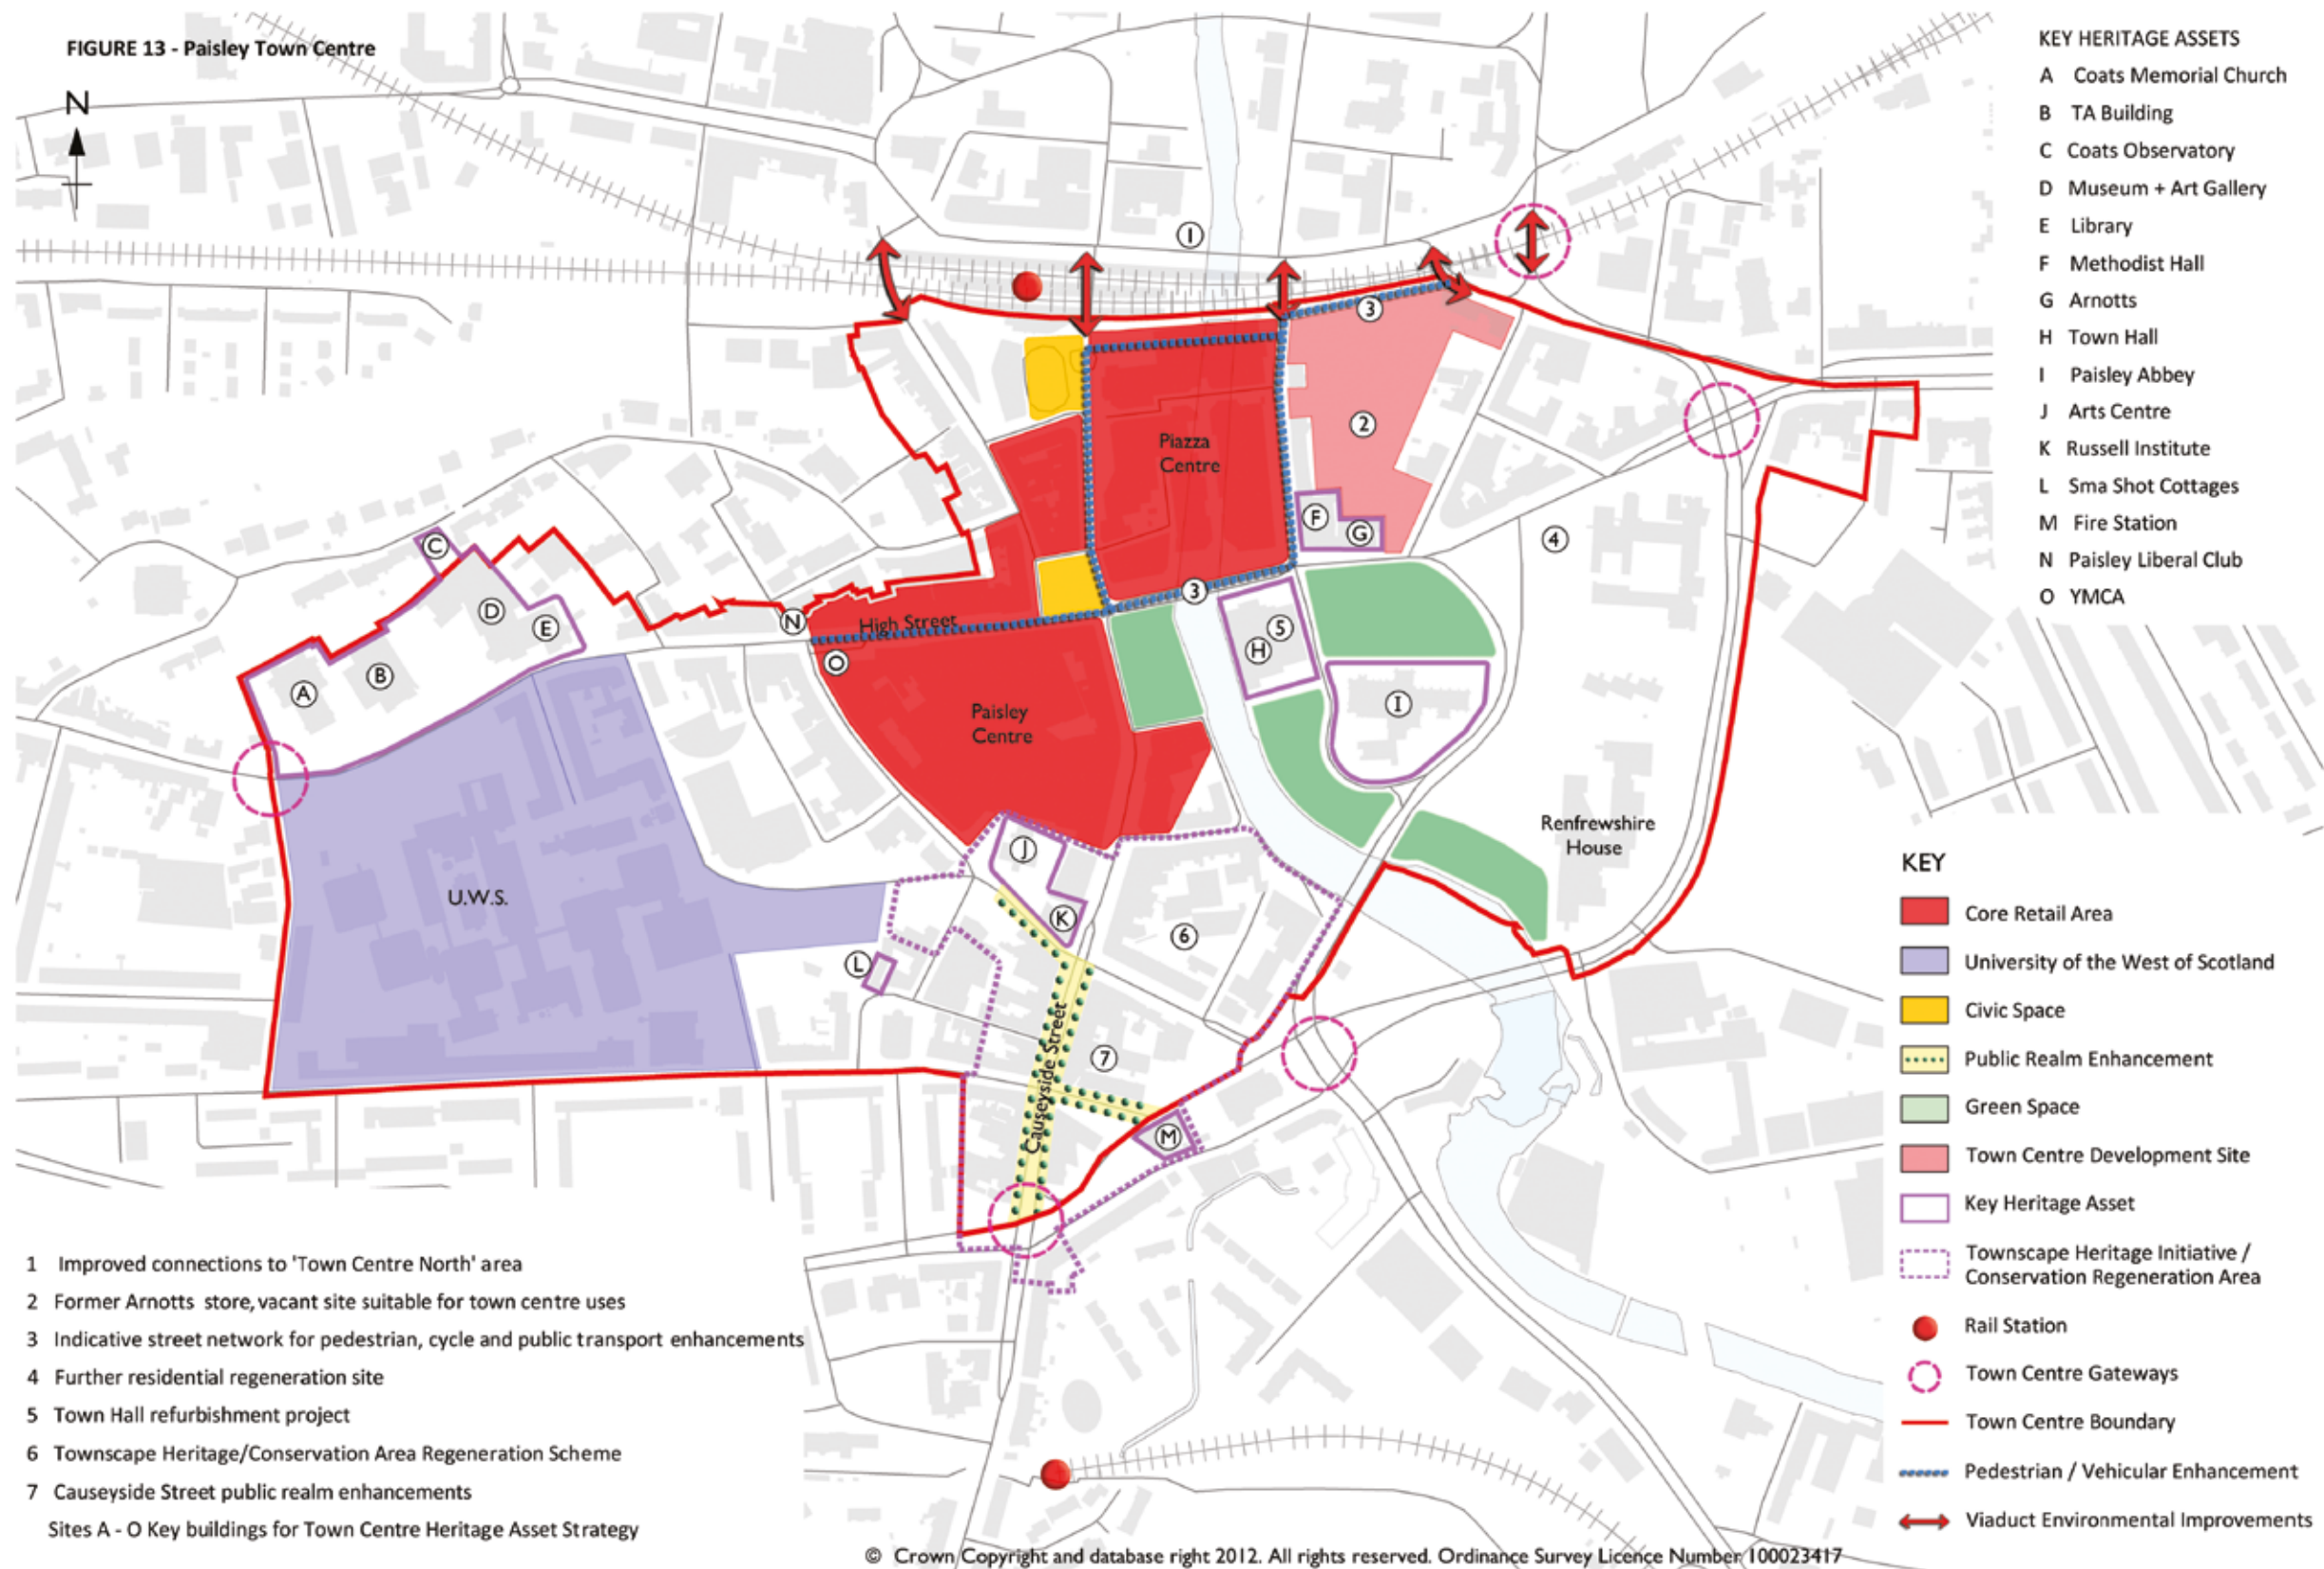 FIGURE 13 - Paisley Town Centre
N
KEY HERITAGE ASSETS
A Coats Memorial Church
B TA Building
C Coats Observatory
D Museum + Art Gallery
E Library
F Methodist Hall
G Arnotts
H Town Hall
I Paisley Abbey
J Arts Centre
K Russell Institute
L Sma Shot Cottages
M Fire Station
N Paisley Liberal Club
O YMCA
1
3
2
Piazza
Centre
F
G
4
C
3
D
E
N
High Street
5
H
O
B
A
I
Paisley
Centre
Renfrewshire
House
J
U.W.S.
K
6
L
Causeyside Street
7
M
KEY
Core Retail Area
University of the West of Scotland
Civic Space
Public Realm Enhancement
Green Space
Town Centre Development Site
Key Heritage Asset
Townscape Heritage Initiative /
Conservation Regeneration Area
Rail Station
Town Centre Gateways
Town Centre Boundary
Pedestrian / Vehicular Enhancement
Viaduct Environmental Improvements
1 Improved connections to 'Town Centre North' area
2 Former Arnotts store, vacant site suitable for town centre uses
3 Indicative street network for pedestrian, cycle and public transport enhancements
4 Further residential regeneration site
5 Town Hall refurbishment project
6 Townscape Heritage/Conservation Area Regeneration Scheme
7 Causeyside Street public realm enhancements
Sites A - O Key buildings for Town Centre Heritage Asset Strategy
© Crown Copyright and database right 2012. All rights reserved. Ordinance Survey Licence Number 100023417